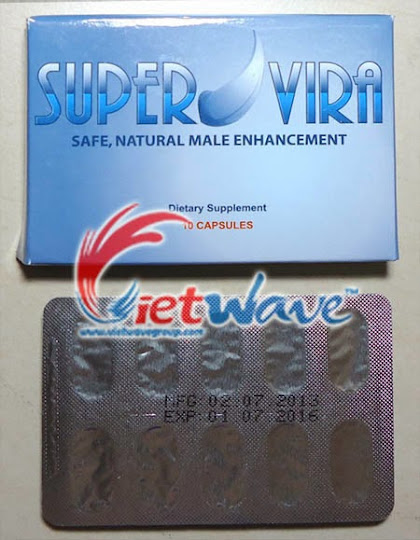 SUPER VIRA
SAFE, NATURAL MALE ENHANCEMENT
Dietary Supplement
10 CAPSULES
VietWave™
www.vietwavegroup.com
MFG:02 07 2013
EXP:01 07 2016